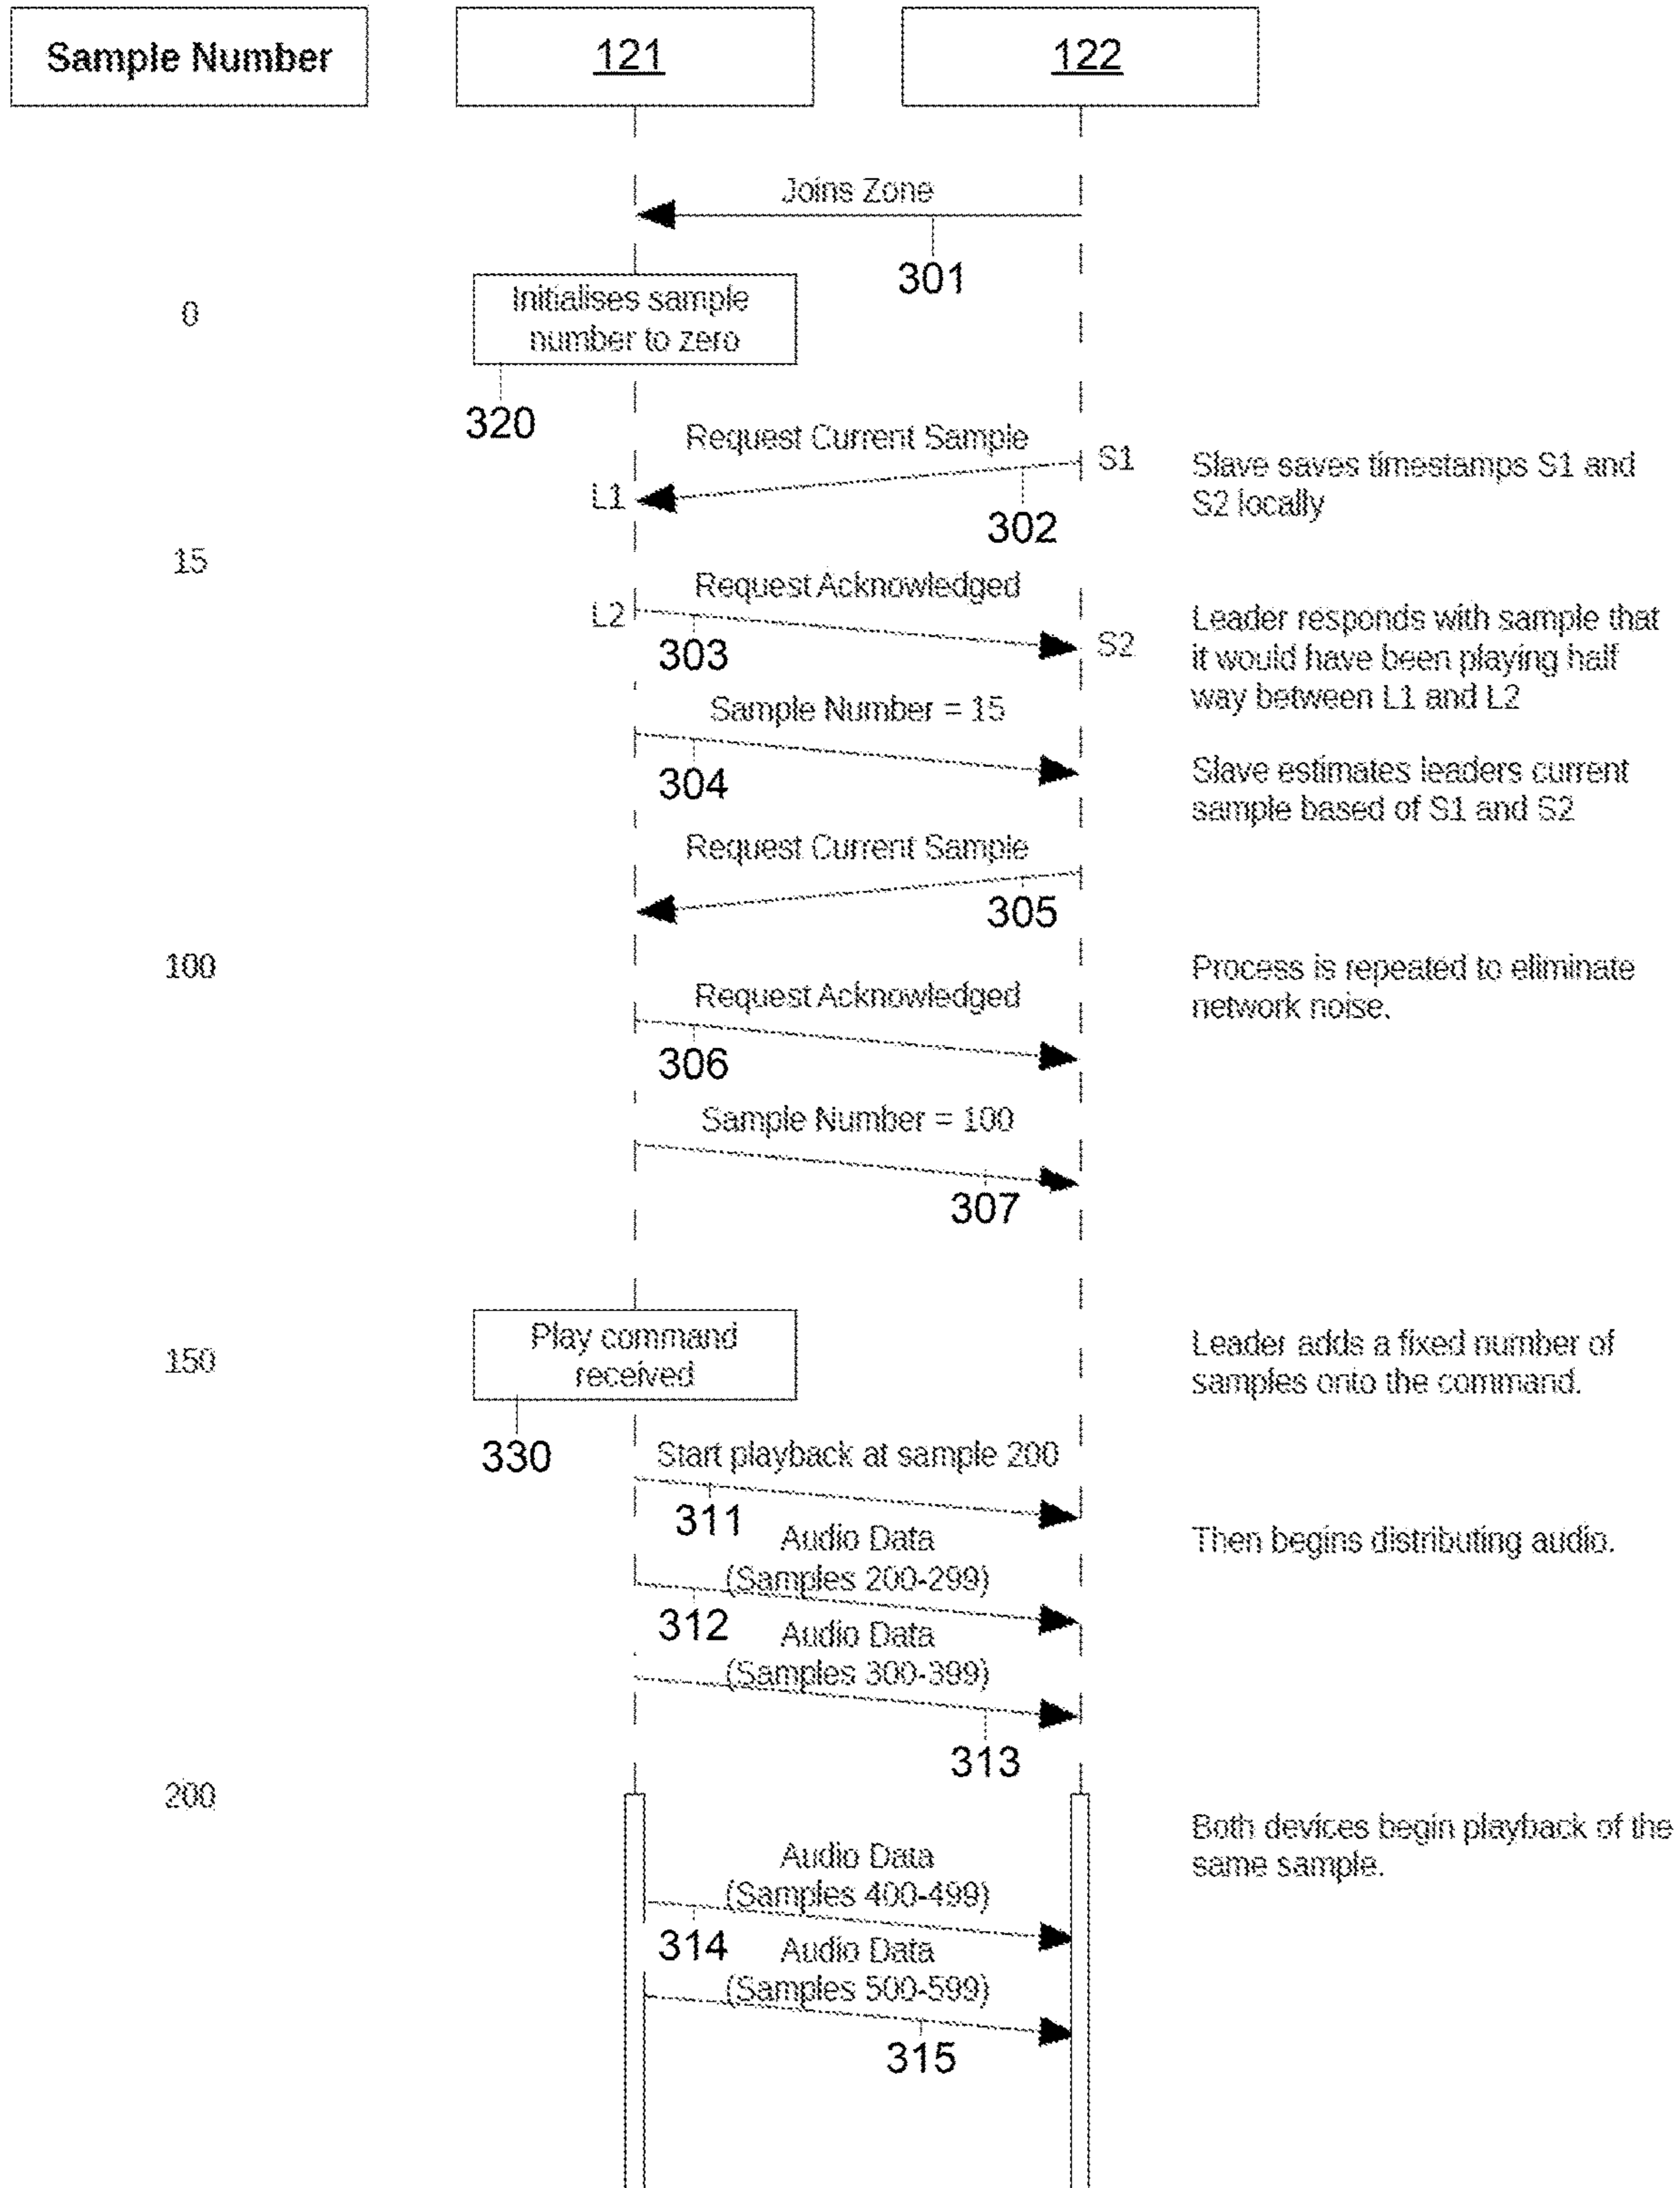 Sample Number
121
122
Joins Zone
301
0
Initialises sample
number to zero
320
Request Current Sample
S1
L1
302
Slave saves timestamps S1 and
S2 locally
15
Request Acknowledged
L2
303
S2
Leader responds with sample that
it would have been playing half
way between L1 and L2
Sample Number = 15
304
Slave estimates leaders current
sample based of S1 and S2
Request Current Sample
305
100
Process is repeated to eliminate
network noise.
Request Acknowledged
306
Sample Number = 100
307
150
Play command
received
330
Leader adds a fixed number of
samples onto the command.
Start playback at sample 200
311
Then begins distributing audio.
Audio Data
(Samples 200-299)
312
Audio Data
(Samples 300-399)
313
200
Both devices begin playback of the
same sample.
Audio Data
(Samples 400-499)
314
Audio Data
(Samples 500-599)
315